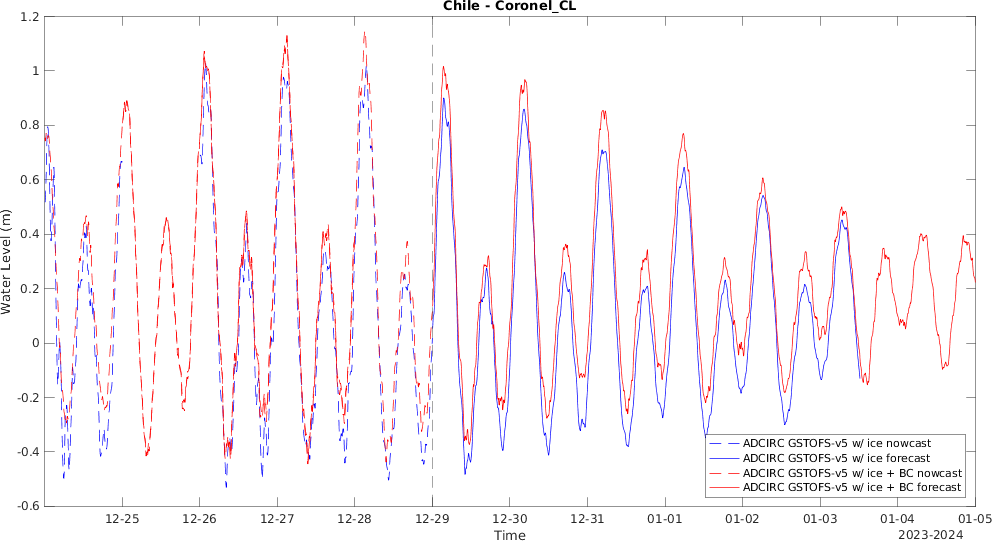 Chile - Coronel_CL
Water Level (m)
1.2
1
0.8
0.6
0.4
0.2
0
-0.2
-0.4
-0.6
ADCIRC GSTOFS-v5 w/ ice nowcast
ADCIRC GSTOFS-v5 w/ ice forecast
ADCIRC GSTOFS-v5 w/ ice + BC nowcast
ADCIRC GSTOFS-v5 w/ ice + BC forecast
12-25 12-26 12-27 12-28 12-29 12-30 12-31 01-01 01-02 01-03 01-04 01-05
Time
2023-2024